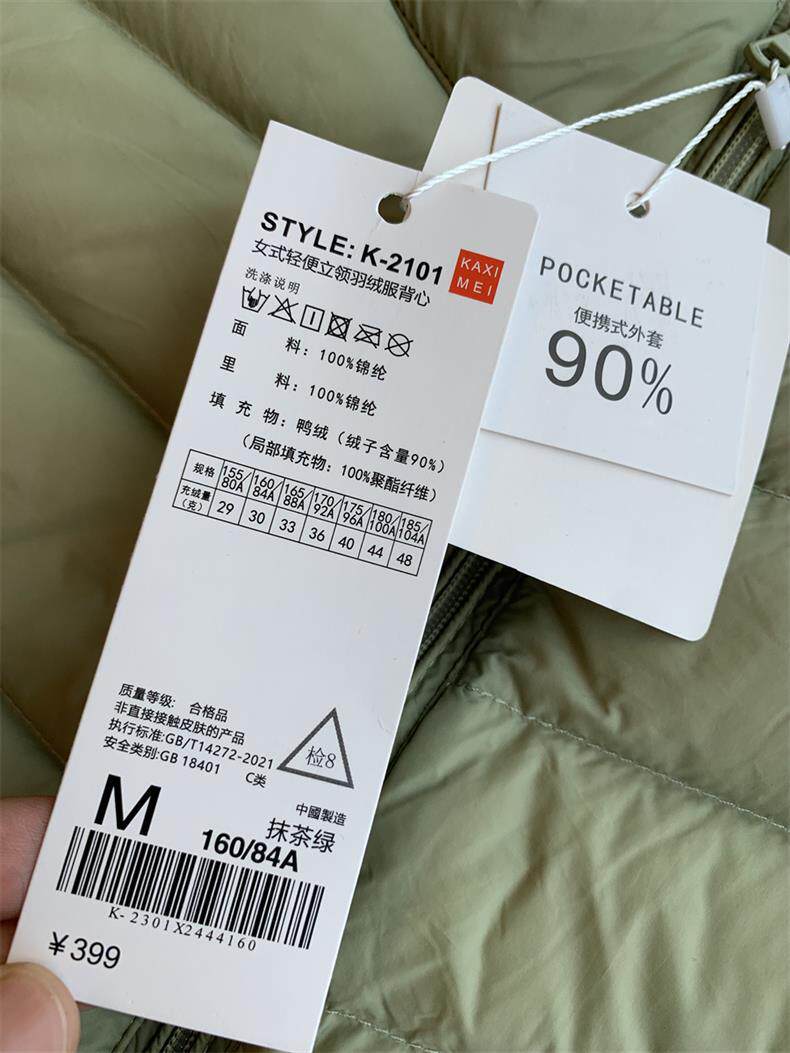 STYLE: K-2101
女式轻便立领羽绒服背心
KAXI
MEI
洗涤说明
面 料: 100%锦纶
里 料: 100%锦纶
填 充 物: 鸭绒（绒子含量90%）
（局部填充物: 100%聚酯纤维）
规格 155/80A 160/84A 165/88A 170/92A 175/96A 180/100A 185/104A
充绒量(克) 29 30 33 36 40 44 48
质量等级: 合格品
非直接接触皮肤的产品
执行标准:GB/T14272-2021
安全类别:GB 18401 C类
检8
中國製造
M
抹茶绿
160/84A
K-2301X2444160
￥399
POCKETABLE
便携式外套
90%